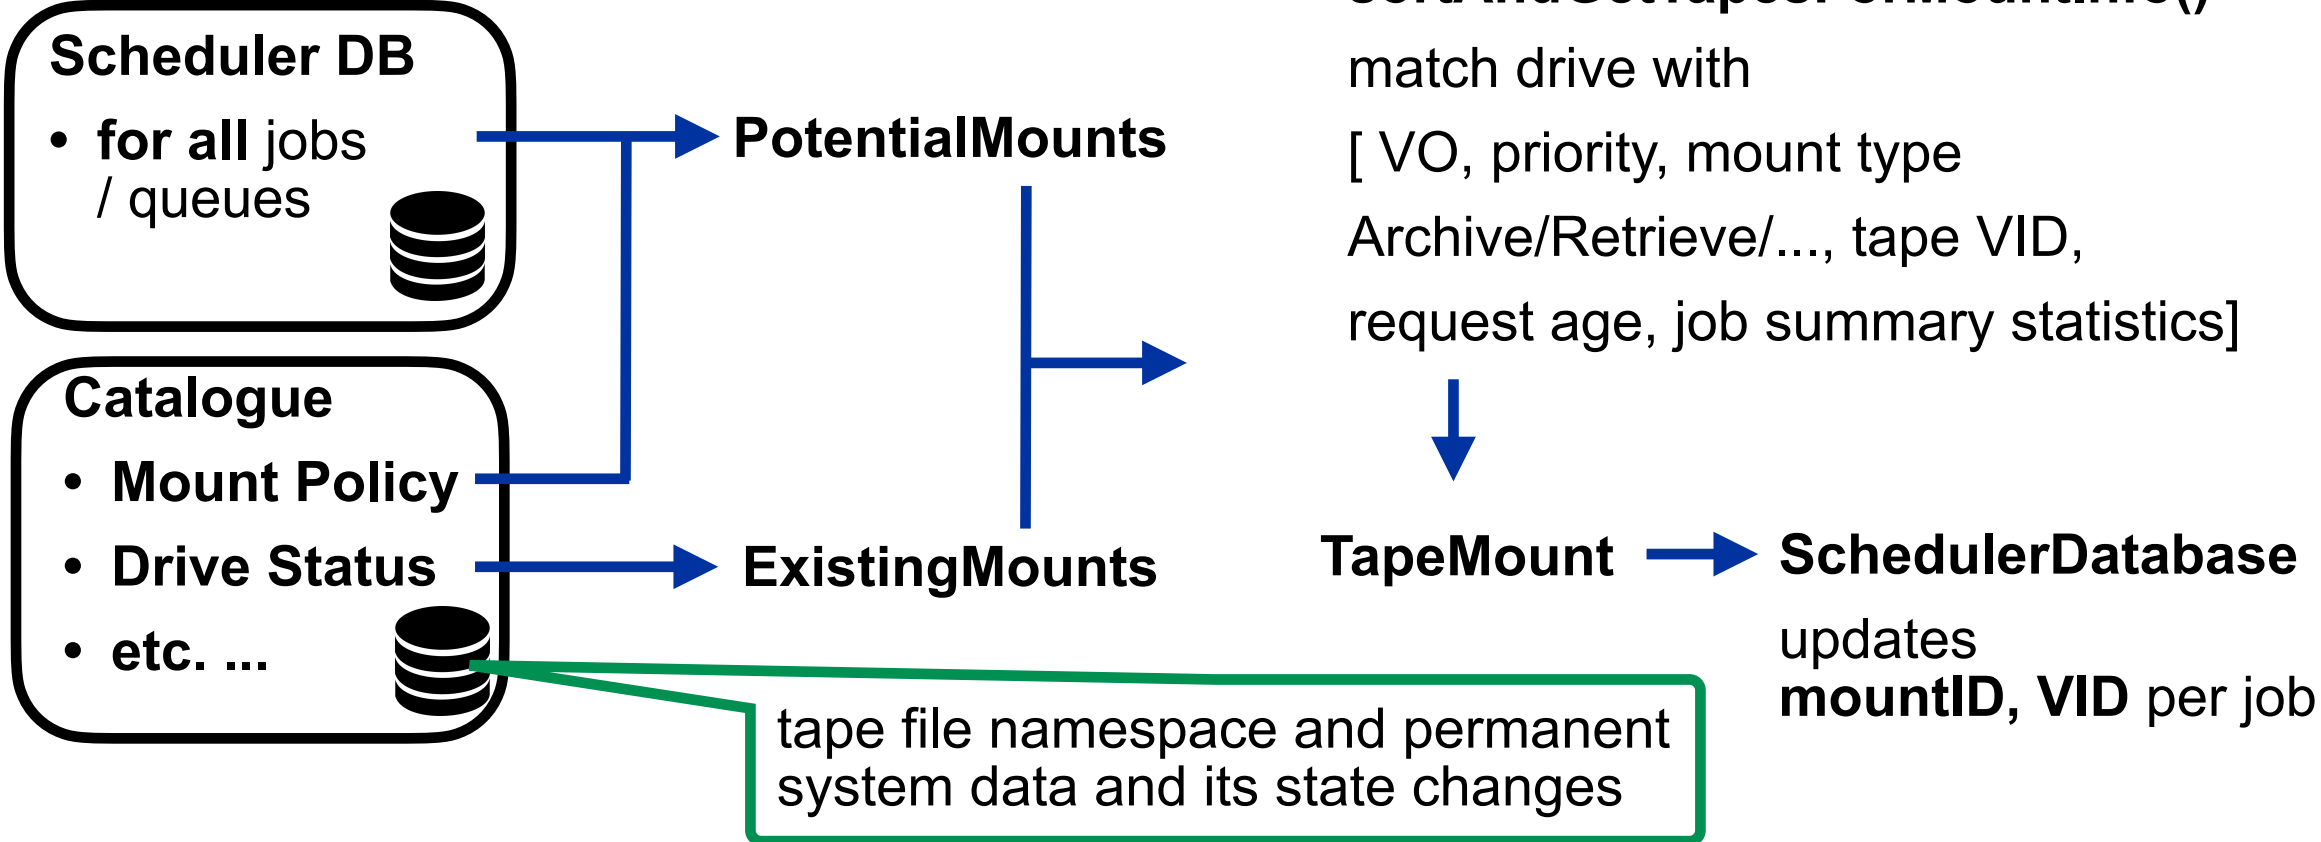 Scheduler DB
• for all jobs
/ queues
Catalogue
• Mount Policy
• Drive Status
• etc. ...
PotentialMounts
ExistingMounts
match drive with
[ VO, priority, mount type
Archive/Retrieve/..., tape VID,
request age, job summary statistics]
TapeMount
SchedulerDatabase
updates
mountID, VID per job
tape file namespace and permanent
system data and its state changes